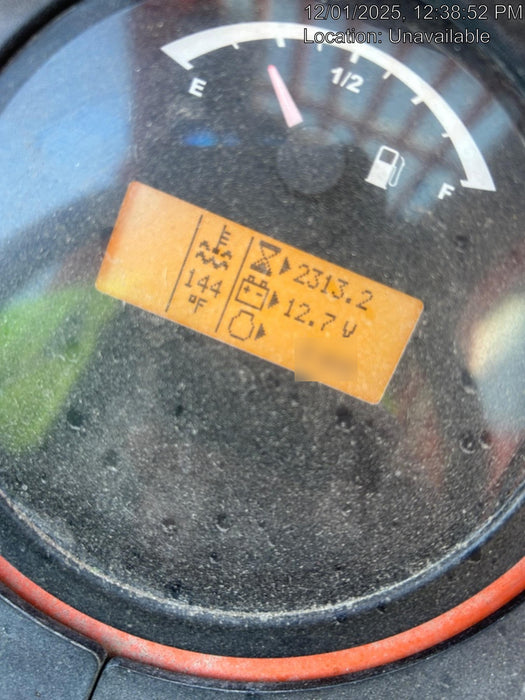 12/01/2025, 12:38:52 PM
Location: Unavailable
E
1/2
F
2313.2
144
°F
12.7 V